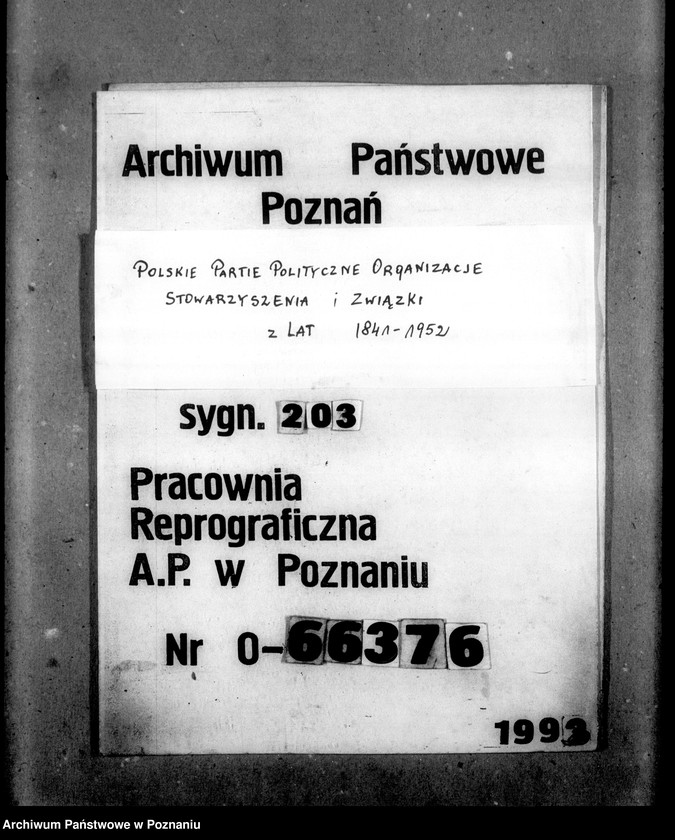 Archiwum Państwowe
Poznań
Polskie Partie Polityczne Organizacje
Stowarzyszenia i Związki
z lat 1841-1952
sygn. 203
Pracownia
Reprograficzna
A.P. w Poznaniu
Nr O-66376
1993
Archiwum Państwowe w Poznaniu